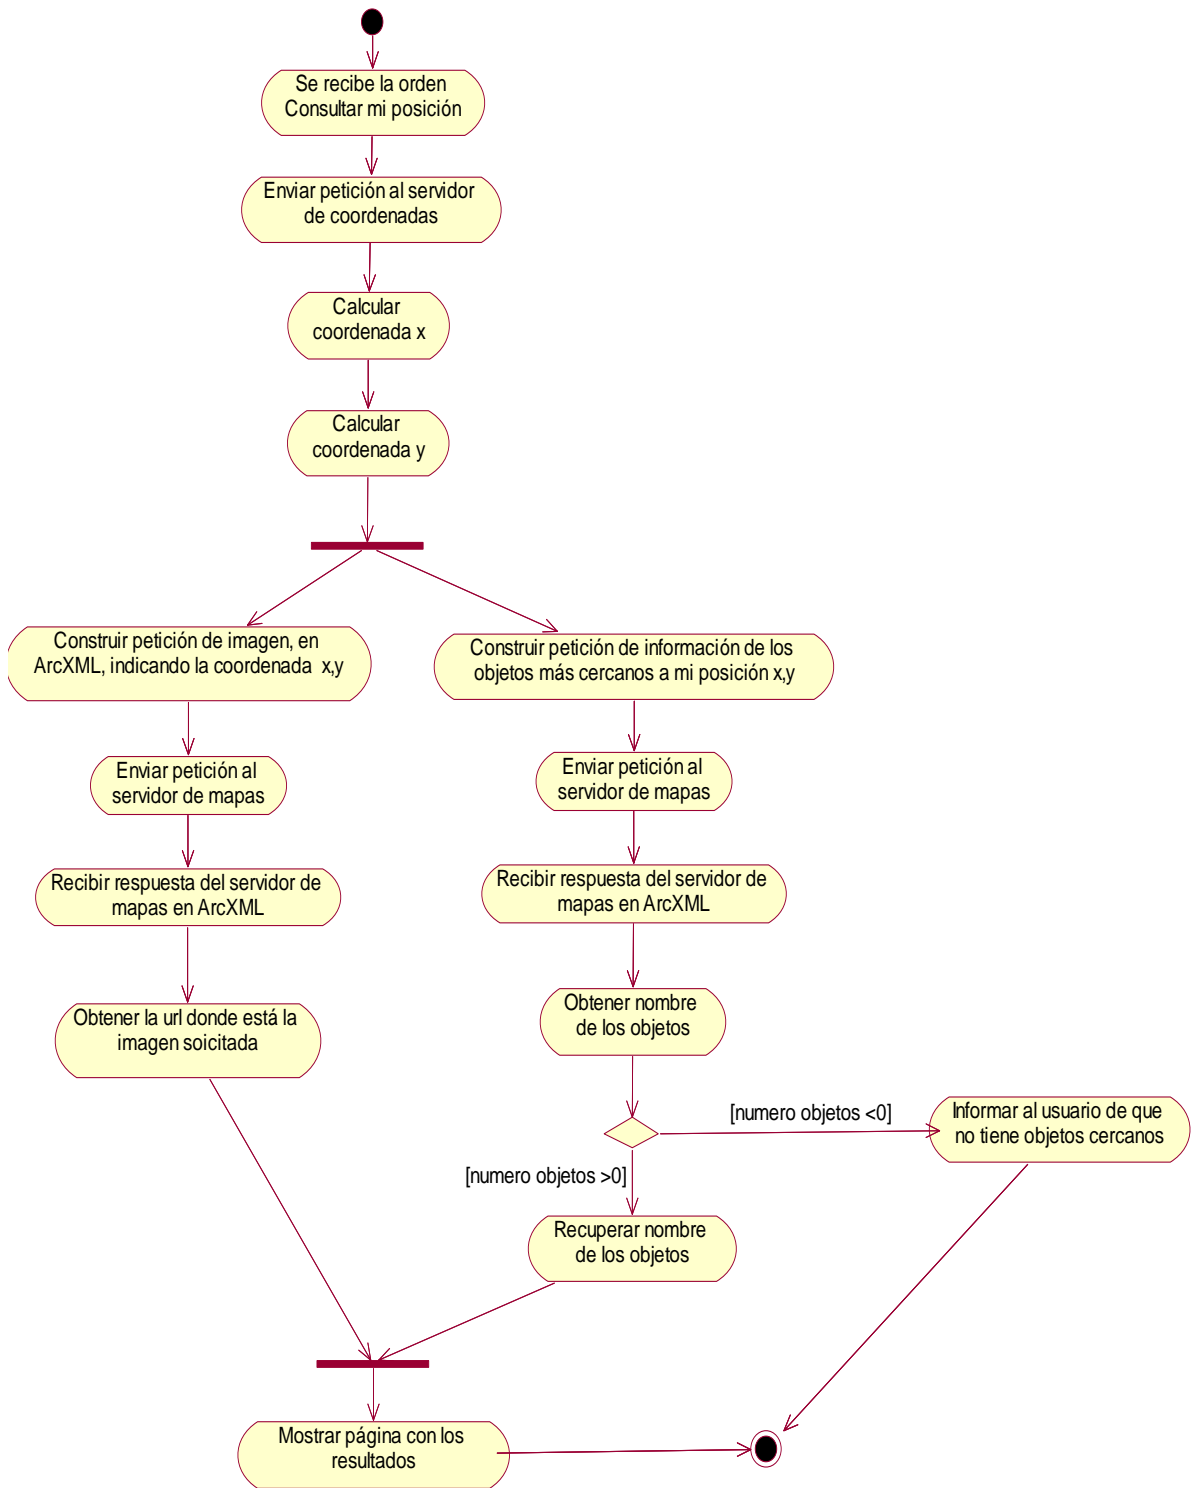 Se recibe la orden
Consultar mi posición
Enviar petición al servidor
de coordenadas
Calcular
coordenada x
Calcular
coordenada y
Construir petición de imagen, en
ArcXML, indicando la coordenada x,y
Construir petición de información de los
objetos más cercanos a mi posición x,y
Enviar petición al
servidor de mapas
Enviar petición al
servidor de mapas
Recibir respuesta del servidor de
mapas en ArcXML
Recibir respuesta del servidor de
mapas en ArcXML
Obtener la url donde está la
imagen soicitada
Obtener nombre
de los objetos
[numero objetos <0]
Informar al usuario de que
no tiene objetos cercanos
[numero objetos >0]
Recuperar nombre
de los objetos
Mostrar página con los
resultados